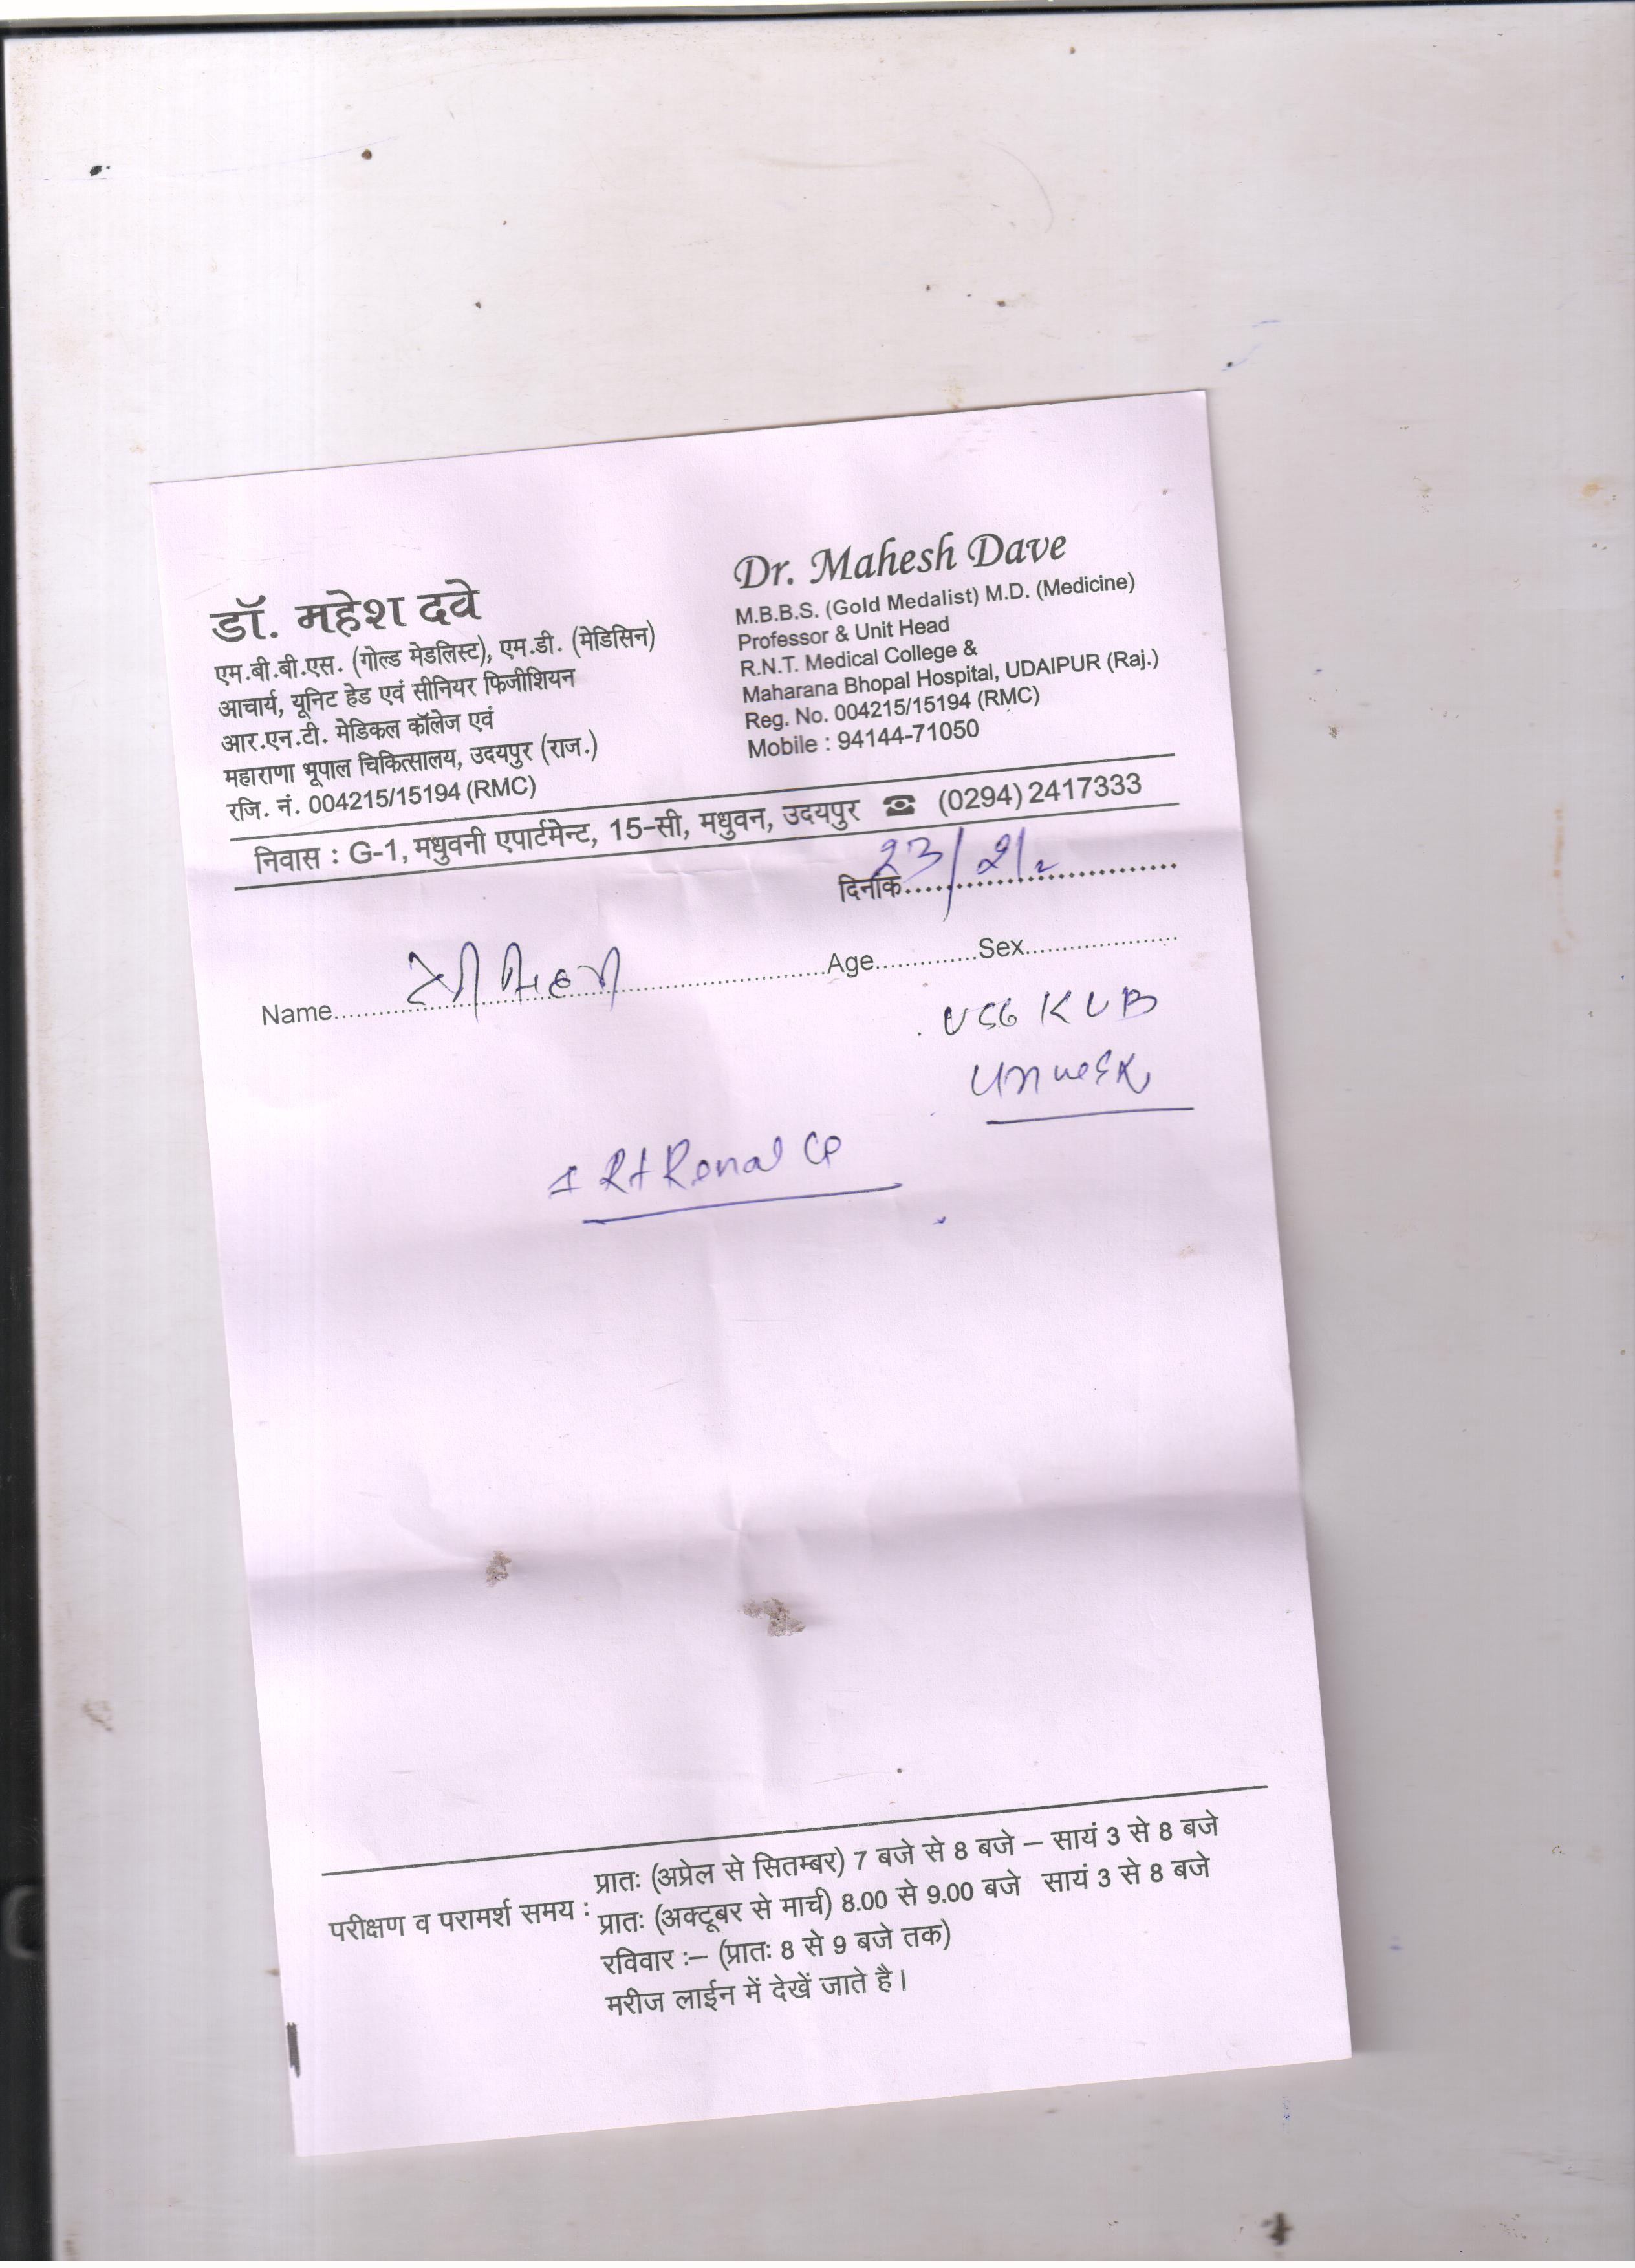 डॉ. महेश दवे
एम.बी.बी.एस. (गोल्ड मेडलिस्ट), एम.डी. (मेडिसिन)
आचार्य, यूनिट हेड एवं सीनियर फिजीशियन
आर.एन.टी. मेडिकल कॉलेज एवं
महाराणा भूपाल चिकित्सालय, उदयपुर (राज.)
रजि. नं. 004215/15194 (RMC)
Dr. Mahesh Dave
M.B.B.S. (Gold Medalist) M.D. (Medicine)
Professor & Unit Head
R.N.T. Medical College &
Maharana Bhopal Hospital, UDAIPUR (Raj.)
Reg. No. 004215/15194 (RMC)
Mobile : 94144-71050
निवास : G-1, मधुवनी एपार्टमेन्ट, 15-सी, मधुवन, उदयपुर ☎ (0294) 2417333
दिनांक 23/2/
Name Age Sex
USG KUB
Rt Renal
परीक्षण व परामर्श समय :
प्रातः (अप्रेल से सितम्बर) 7 बजे से 8 बजे – सायं 3 से 8 बजे
प्रातः (अक्टूबर से मार्च) 8.00 से 9.00 बजे सायं 3 से 8 बजे
रविवार :– (प्रातः 8 से 9 बजे तक)
मरीज लाईन में देखें जाते है।